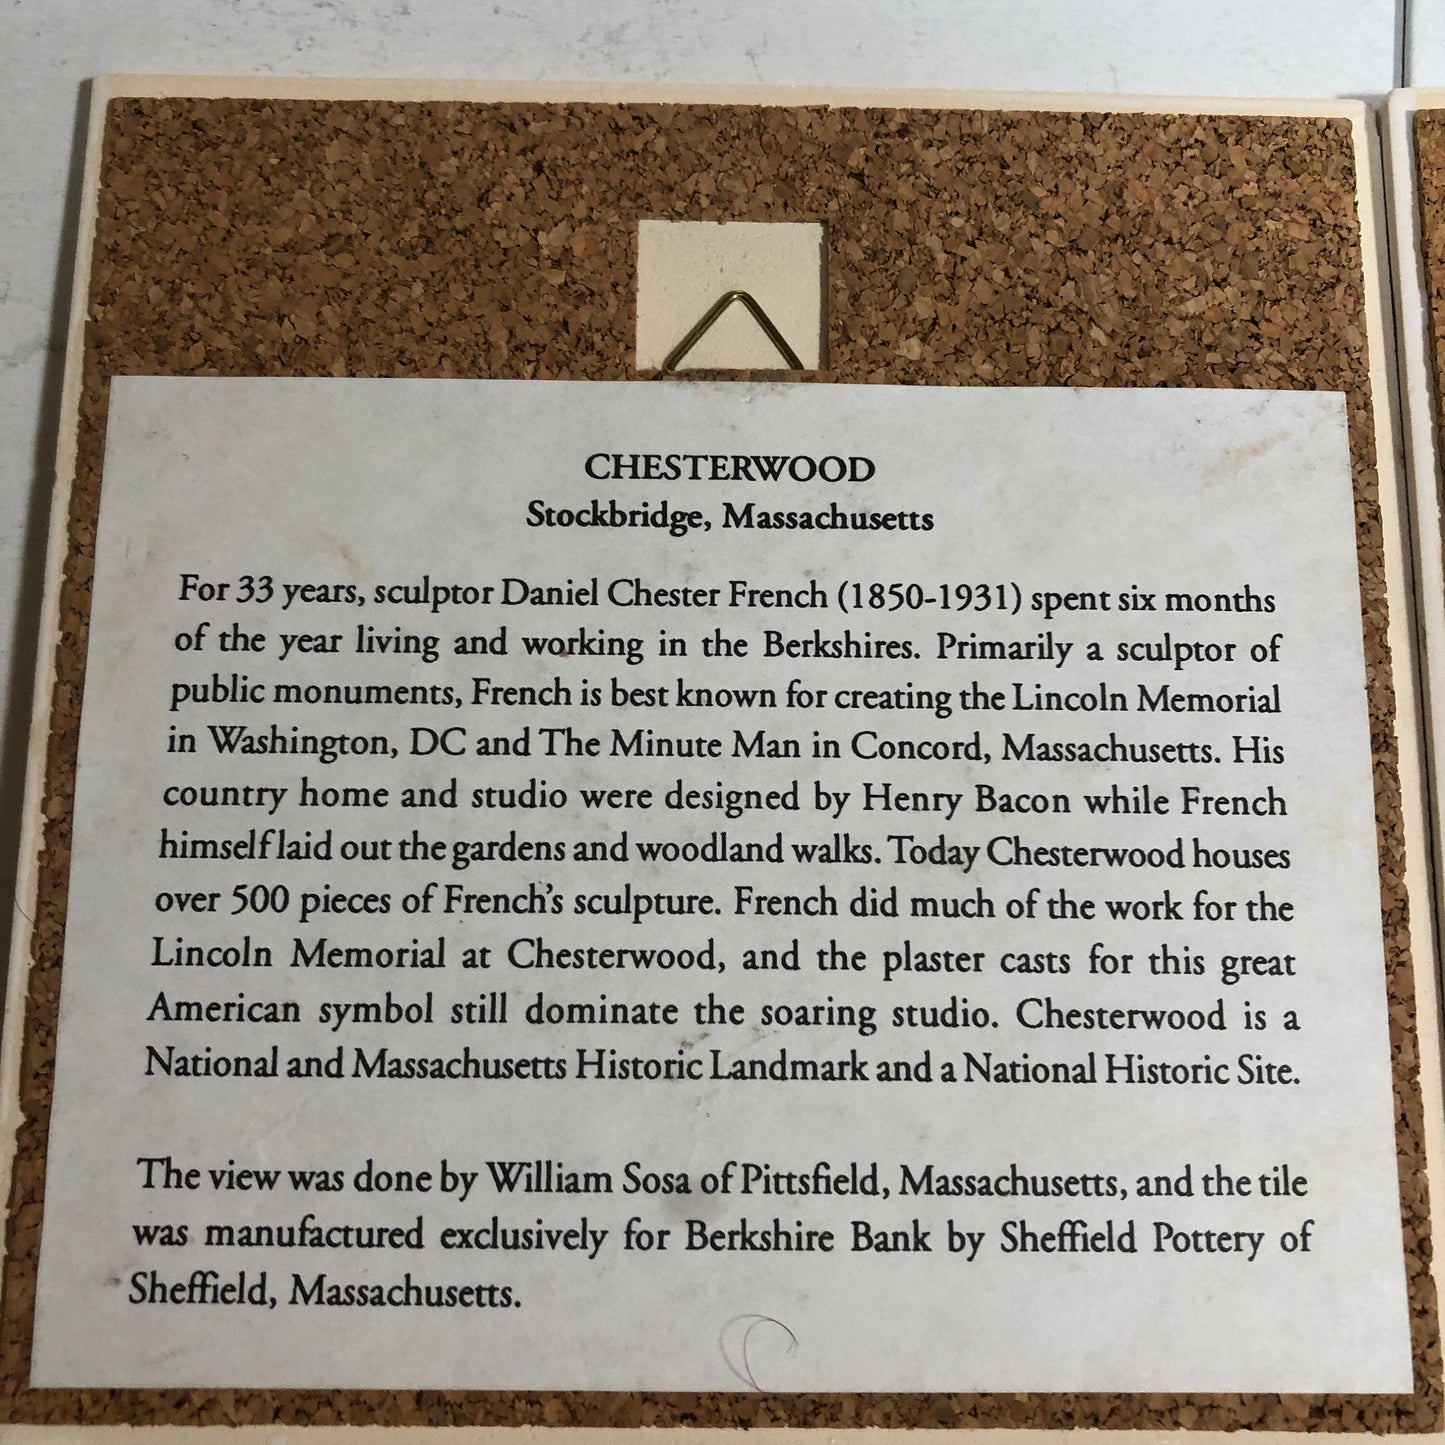 CHESTERWOOD
Stockbridge, Massachusetts
For 33 years, sculptor Daniel Chester French (1850-1931) spent six months
of the year living and working in the Berkshires. Primarily a sculptor of
public monuments, French is best known for creating the Lincoln Memorial
in Washington, DC and The Minute Man in Concord, Massachusetts. His
country home and studio were designed by Henry Bacon while French
himself laid out the gardens and woodland walks. Today Chesterwood houses
over 500 pieces of French's sculpture. French did much of the work for the
Lincoln Memorial at Chesterwood, and the plaster casts for this great
American symbol still dominate the soaring studio. Chesterwood is a
National and Massachusetts Historic Landmark and a National Historic Site.
The view was done by William Sosa of Pittsfield, Massachusetts, and the tile
was manufactured exclusively for Berkshire Bank by Sheffield Pottery of
Sheffield, Massachusetts.